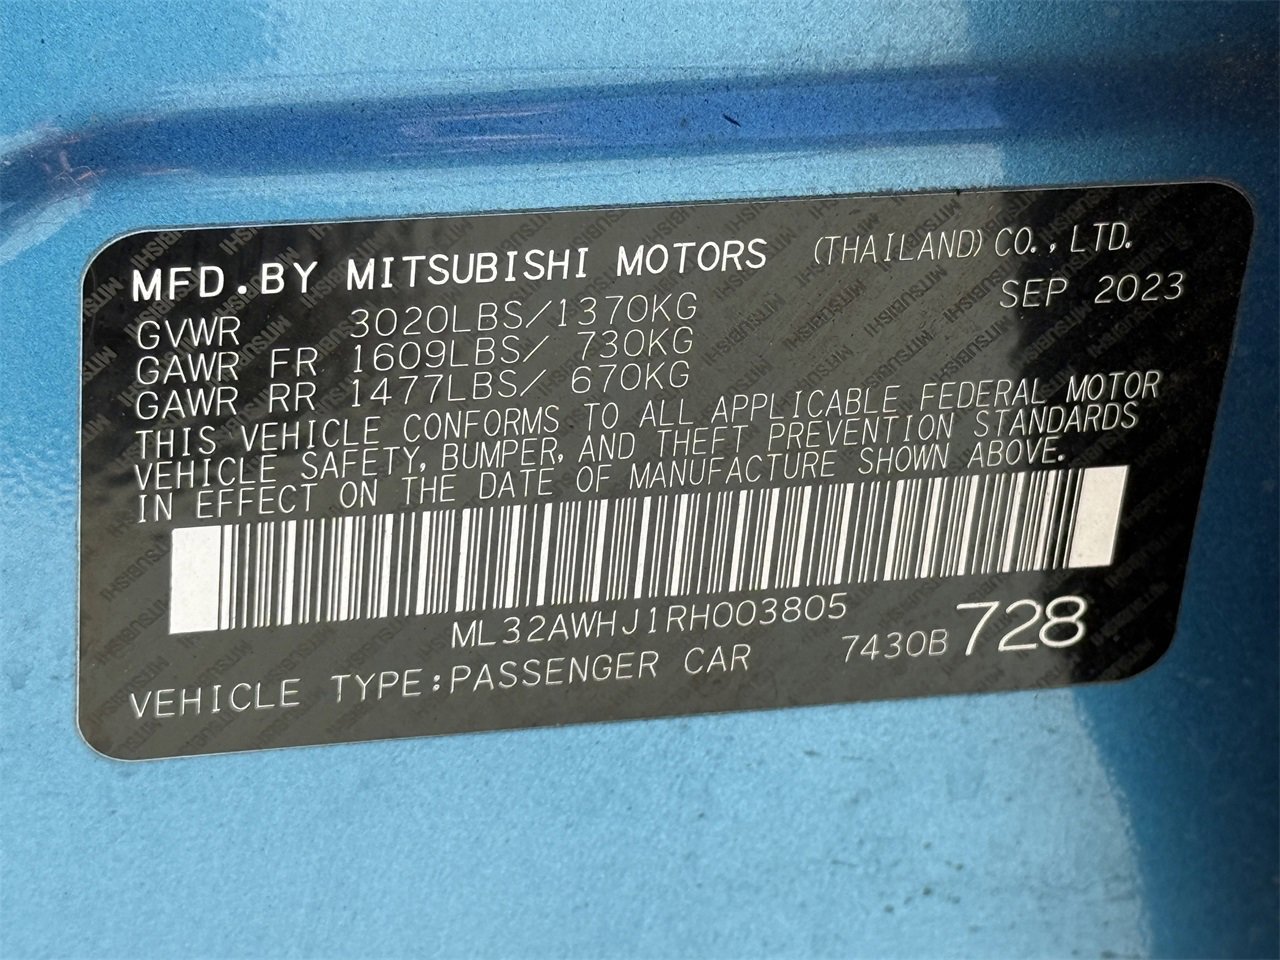 MFD.BY MITSUBISHI MOTORS (THAILAND) CO., LTD.
SEP 2023
GVWR 3020LBS/1370KG
GAWR FR 1609LBS/ 730KG
GAWR RR 1477LBS/ 670KG
THIS VEHICLE CONFORMS TO ALL APPLICABLE FEDERAL MOTOR
VEHICLE SAFETY, BUMPER, AND THEFT PREVENTION STANDARDS
IN EFFECT ON THE DATE OF MANUFACTURE SHOWN ABOVE.
ML32AWHJ1RH003805
7430B 728
VEHICLE TYPE:PASSENGER CAR